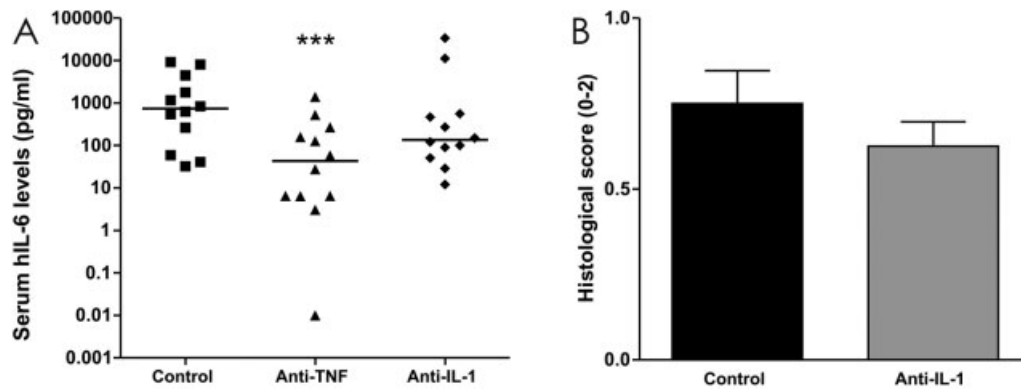 A
Serum hIL-6 levels (pg/ml)
100000
10000
1000
100
10
1
0.1
0.01
0.001
***
Control
Anti-TNF
Anti-IL-1
B
Histological score (0-2)
1.0
0.5
0.0
Control
Anti-IL-1